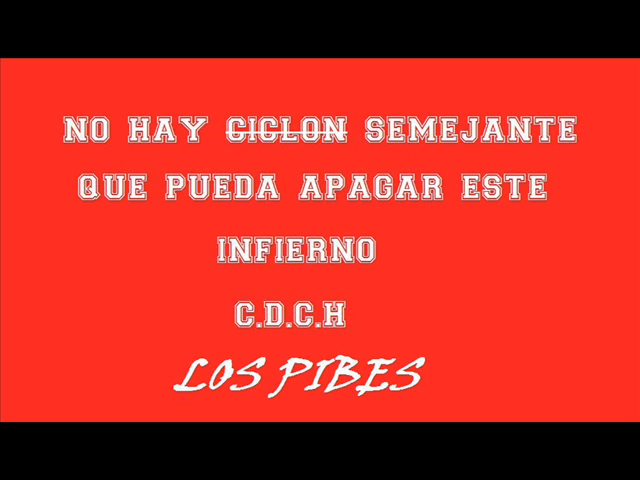 NO HAY CICLON SEMEJANTE
QUE PUEDA APAGAR ESTE
INFIERNO
C.D.C.H
LOS PIBES